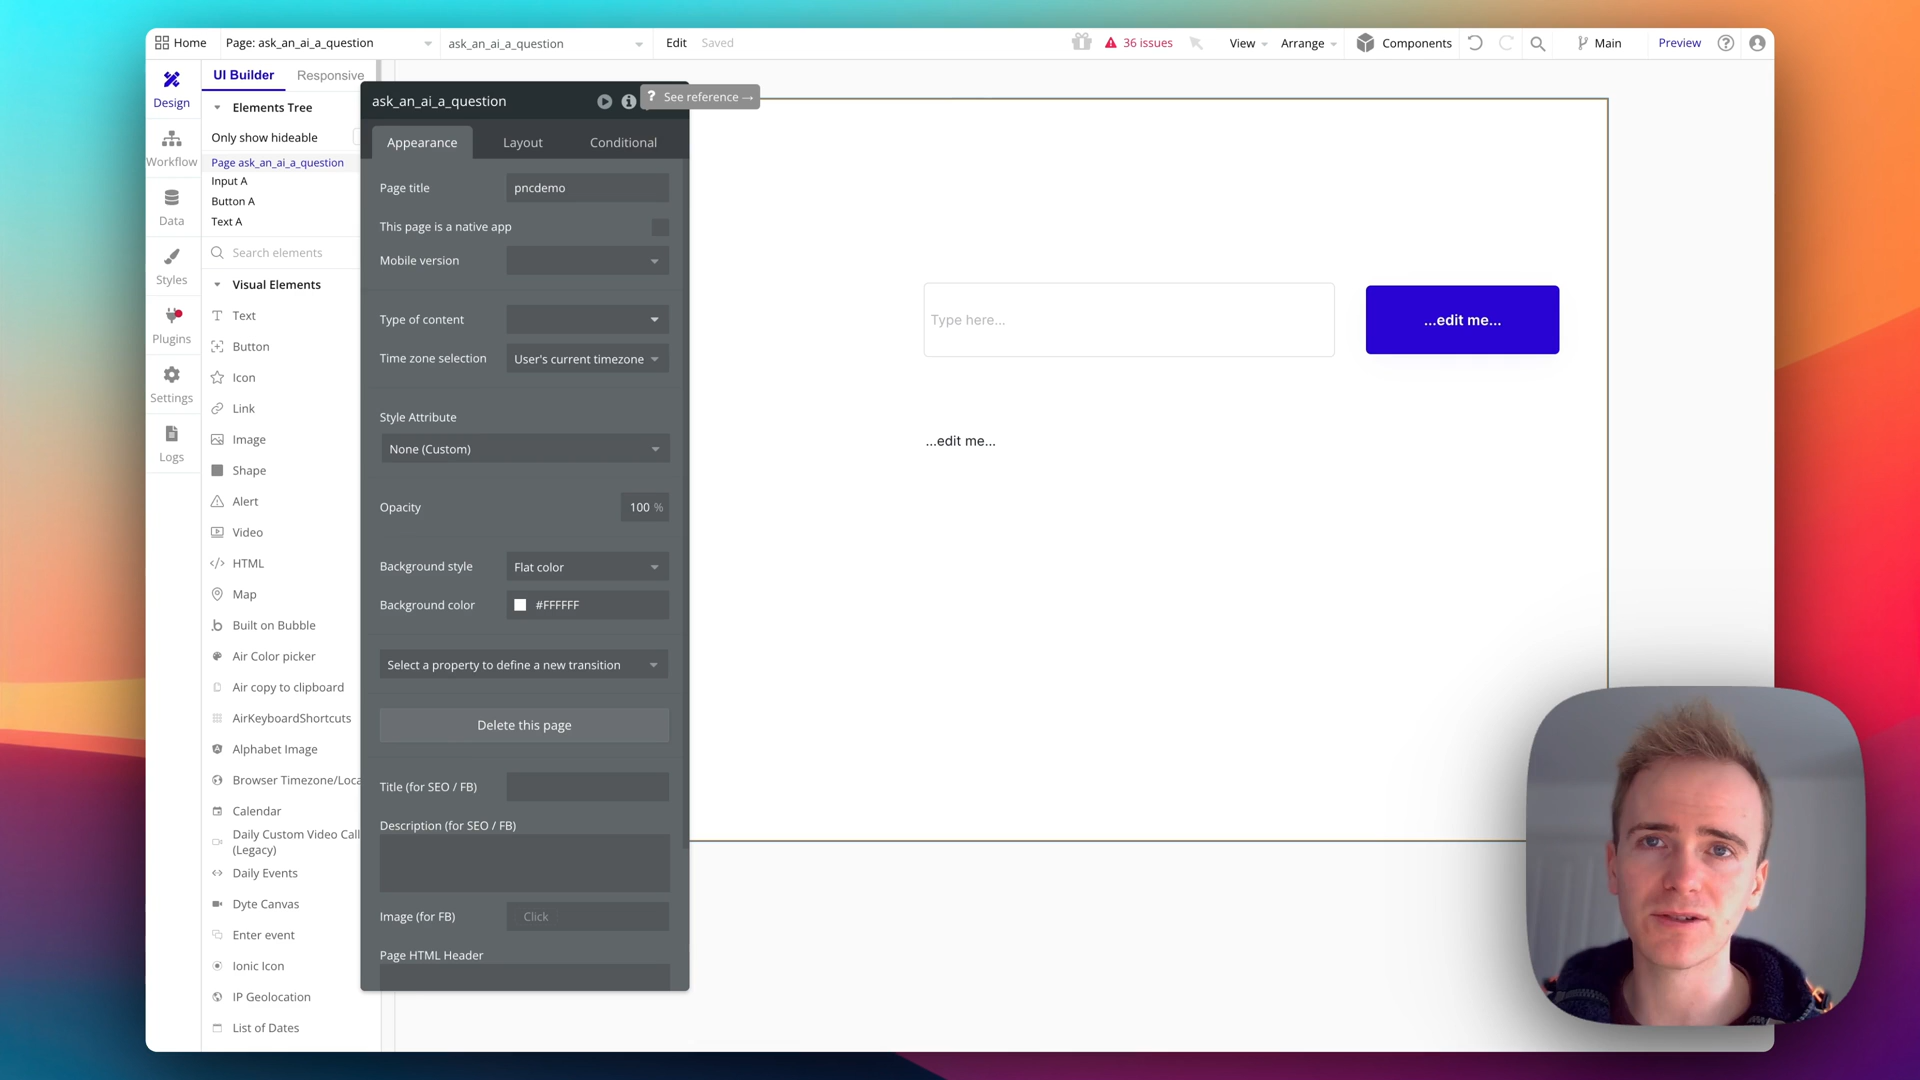 Home
Page: ask_an_ai_a_question
ask_an_ai_a_question
Edit
Saved
36 issues
View
Arrange
Components
Main
Preview
Design
Workflow
Data
Styles
Plugins
Settings
Logs
UI Builder
Responsive
Elements Tree
Only show hideable
Page ask_an_ai_a_question
Input A
Button A
Text A
Search elements
Visual Elements
Text
Button
Icon
Link
Image
Shape
Alert
Video
HTML
Map
Built on Bubble
Air Color picker
Air copy to clipboard
AirKeyboardShortcuts
Alphabet Image
Browser Timezone/Loca
Calendar
Daily Custom Video Call
(Legacy)
Daily Events
Dyte Canvas
Enter event
Ionic Icon
IP Geolocation
List of Dates
ask_an_ai_a_question
? See reference →
Appearance
Layout
Conditional
Page title
pncdemo
This page is a native app
Mobile version
Type of content
Time zone selection
User's current timezone
Style Attribute
None (Custom)
Opacity
100 %
Background style
Flat color
Background color
#FFFFFF
Select a property to define a new transition
Delete this page
Title (for SEO / FB)
Description (for SEO / FB)
Image (for FB)
Click
Page HTML Header
Type here...
...edit me...
...edit me...